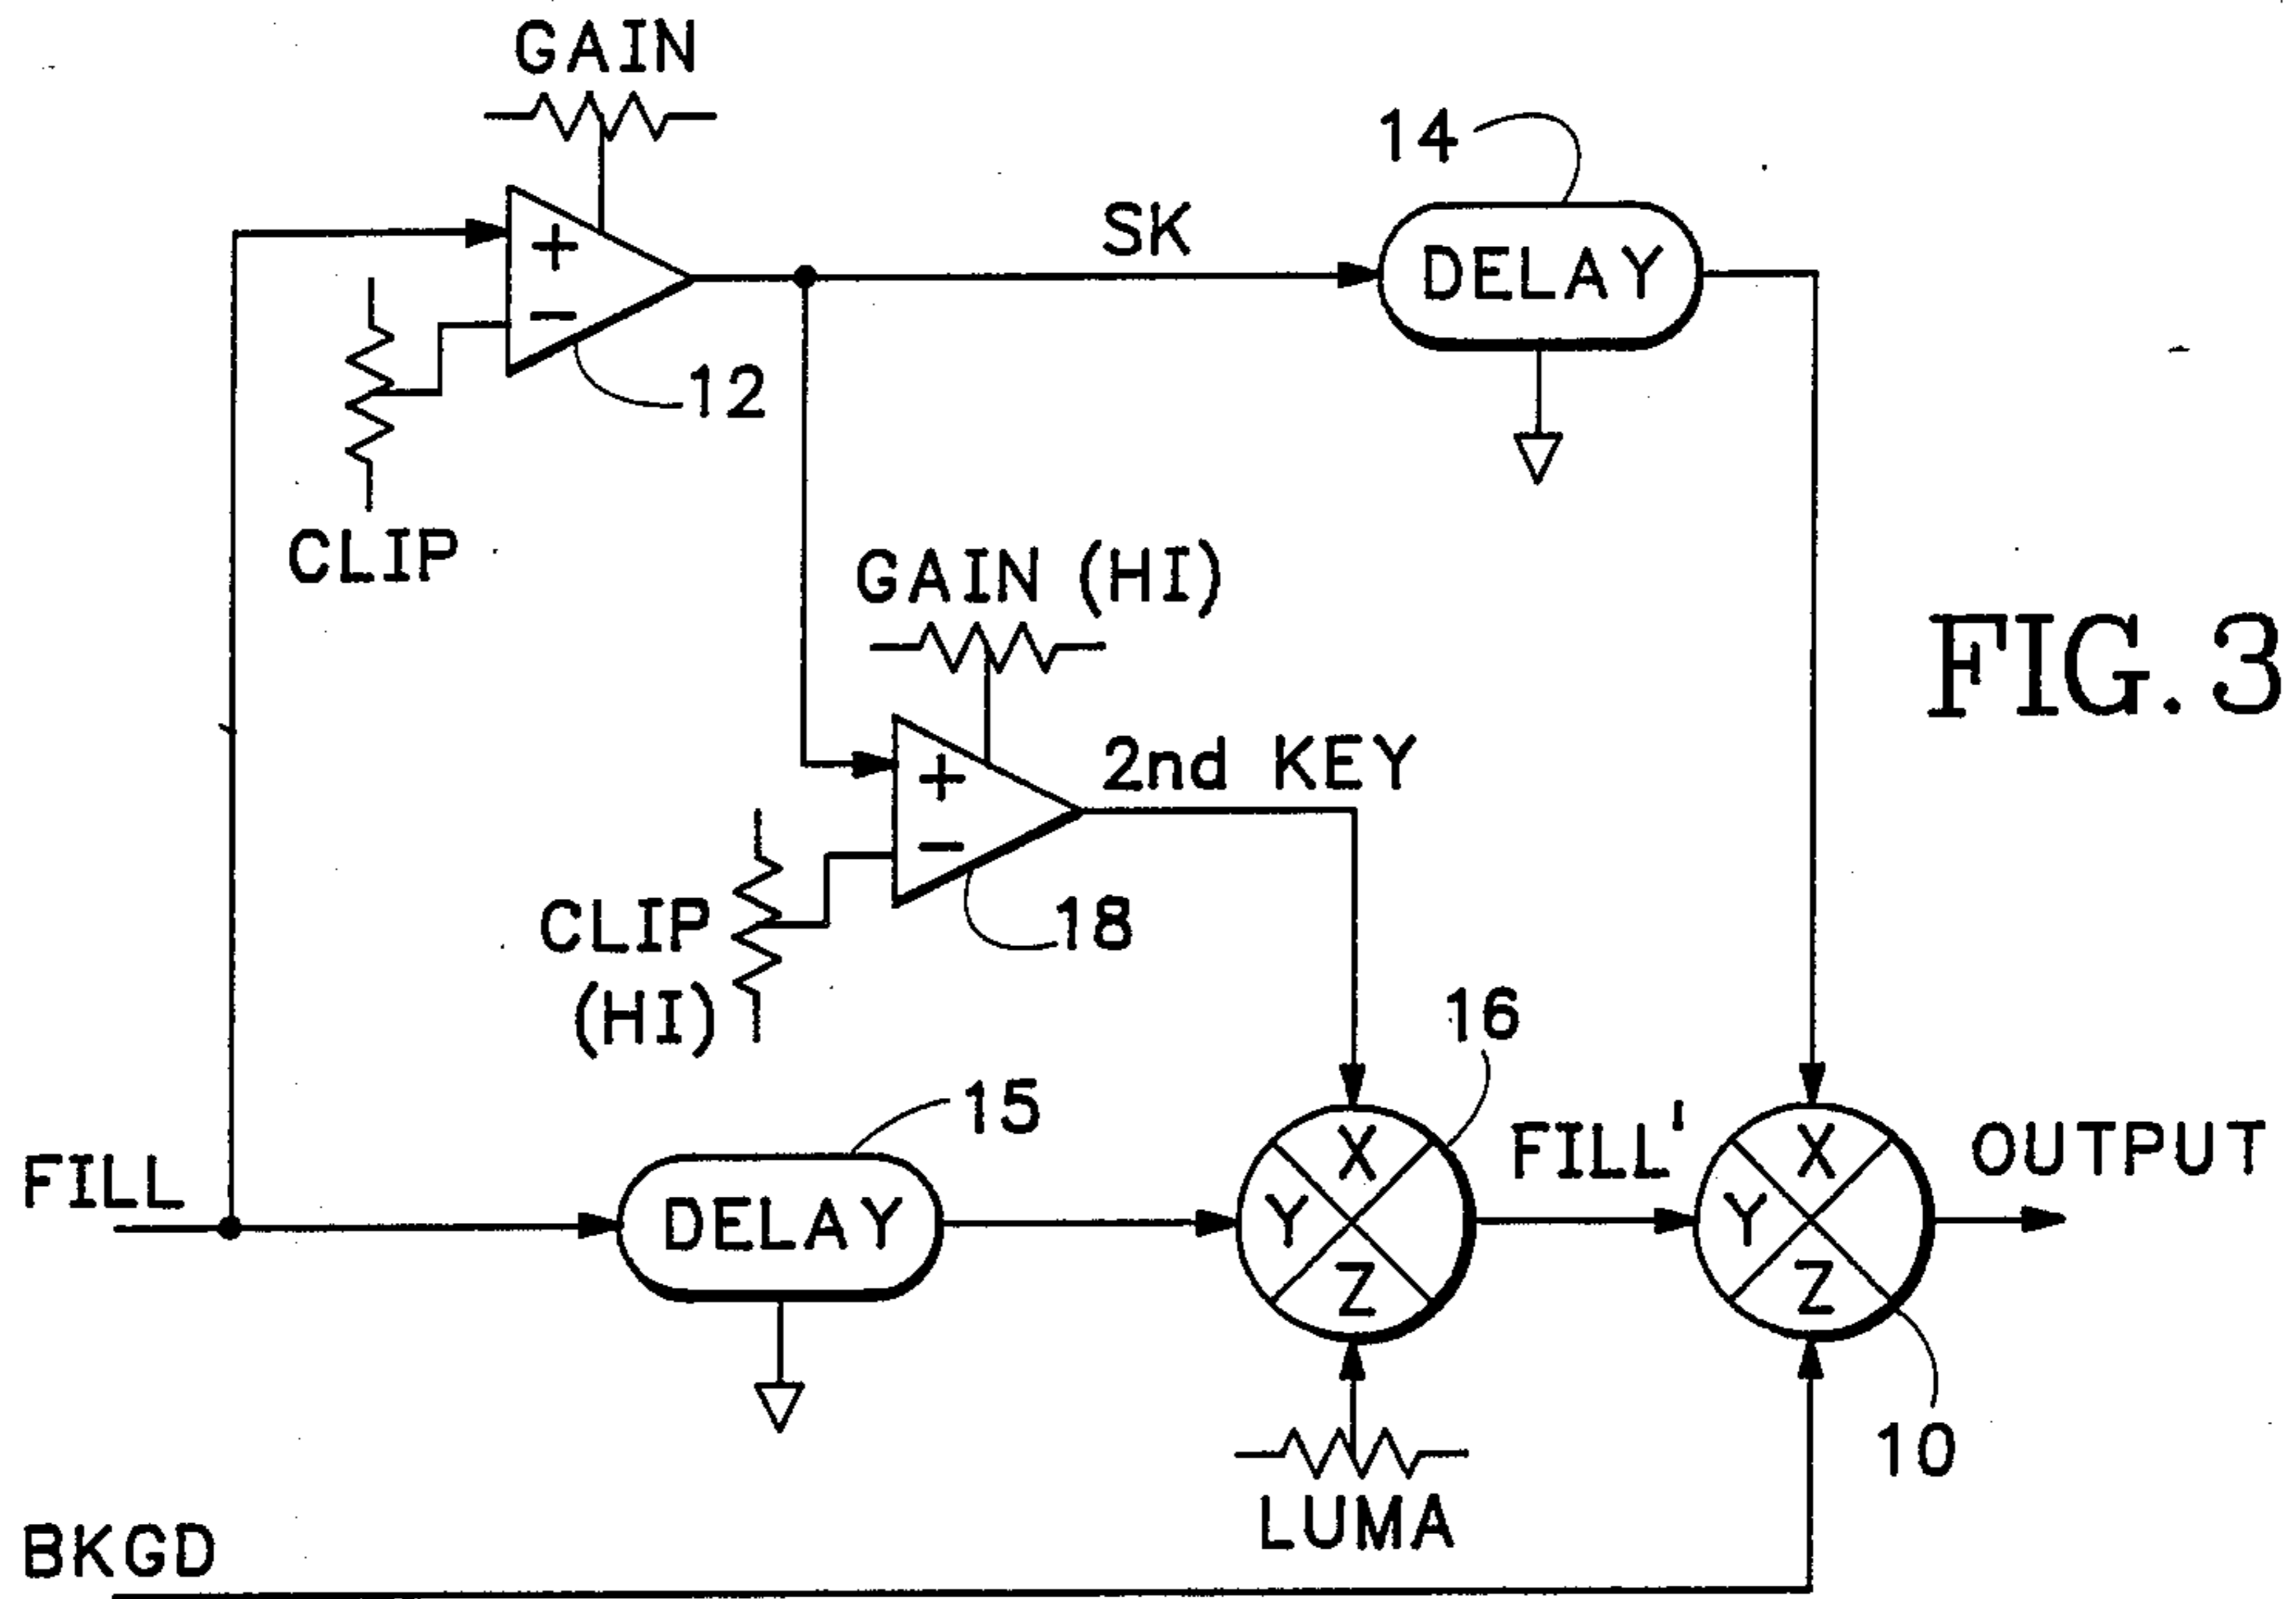 GAIN
14
SK
+
DELAY
−
12
CLIP
GAIN (HI)
FIG. 3
2nd KEY
+
−
CLIP
(HI)
18
16
15
FILL
DELAY
X
Y
Z
FILL'
X
Y
Z
OUTPUT
10
LUMA
BKGD